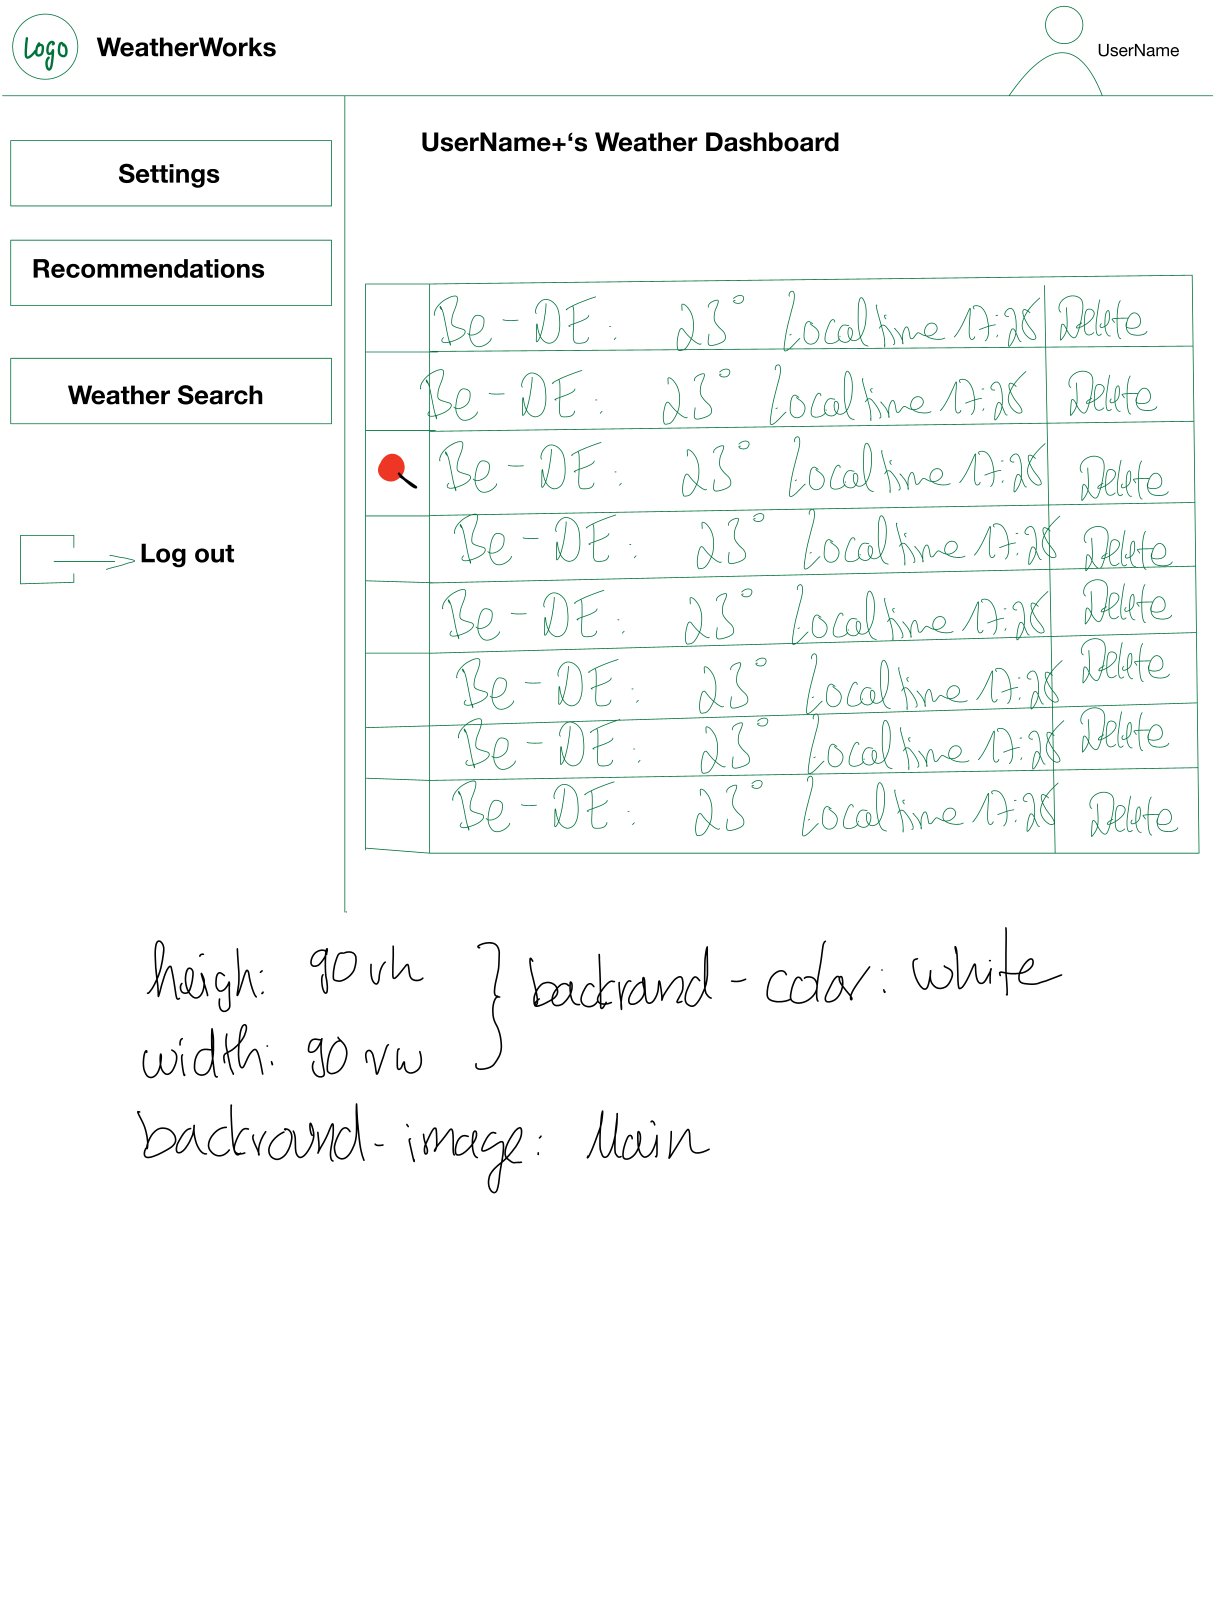 Logo WeatherWorks UserName
UserName+‘s Weather Dashboard
Settings
Recommendations
Weather Search
Log out
Be-DE: 23° Local time 17:28 Delete
Be-DE: 23° Local time 17:28 Delete
Be-DE: 23° Local time 17:28 Delete
Be-DE: 23° Local time 17:28 Delete
Be-DE: 23° Local time 17:28 Delete
Be-DE: 23° Local time 17:28 Delete
Be-DE: 23° Local time 17:28 Delete
Be-DE: 23° Local time 17:28 Delete
heigh: 90 vh } backrand-color: white
width: 90 vw
backround-image: Main